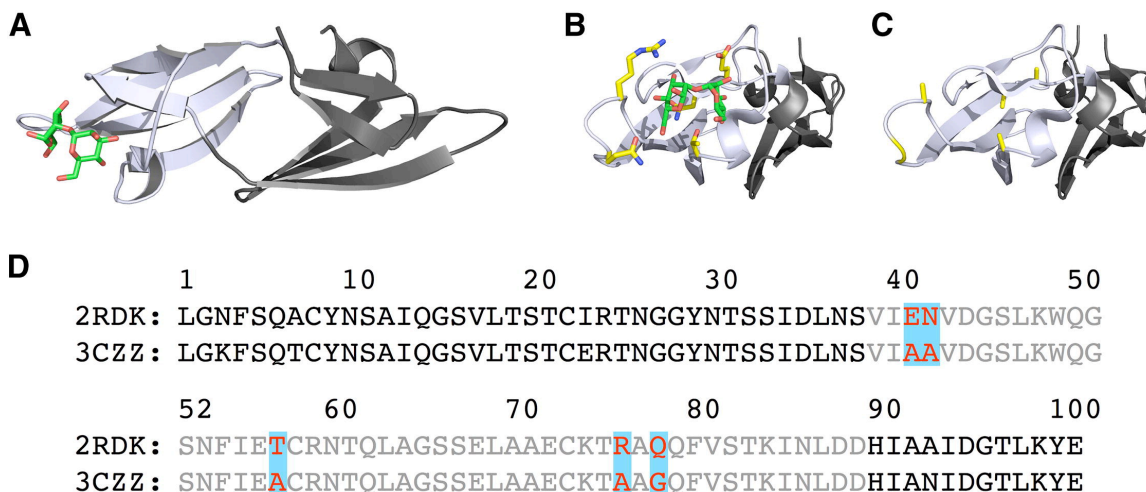 A B C
D
1 10 20 30 40 50
2RDK: LGNFSQACYNSAIQGSVLTSTCIRTNGGYNTSSIDLNSVIENVDGSLKWQG
3CZZ: LGKFSQTCYNSAIQGSVLTSTCERTNGGYNTSSIDLNSVIAAVDGSLKWQG
52 60 70 80 90 100
2RDK: SNFIETCRNTQLAGSSELAAECKTRAQQFVSTKINLDDHIAAIDGTLKYE
3CZZ: SNFIEACRNTQLAGSSELAAECKTAAGQFVSTKINLDDHIANIDGTLKYE